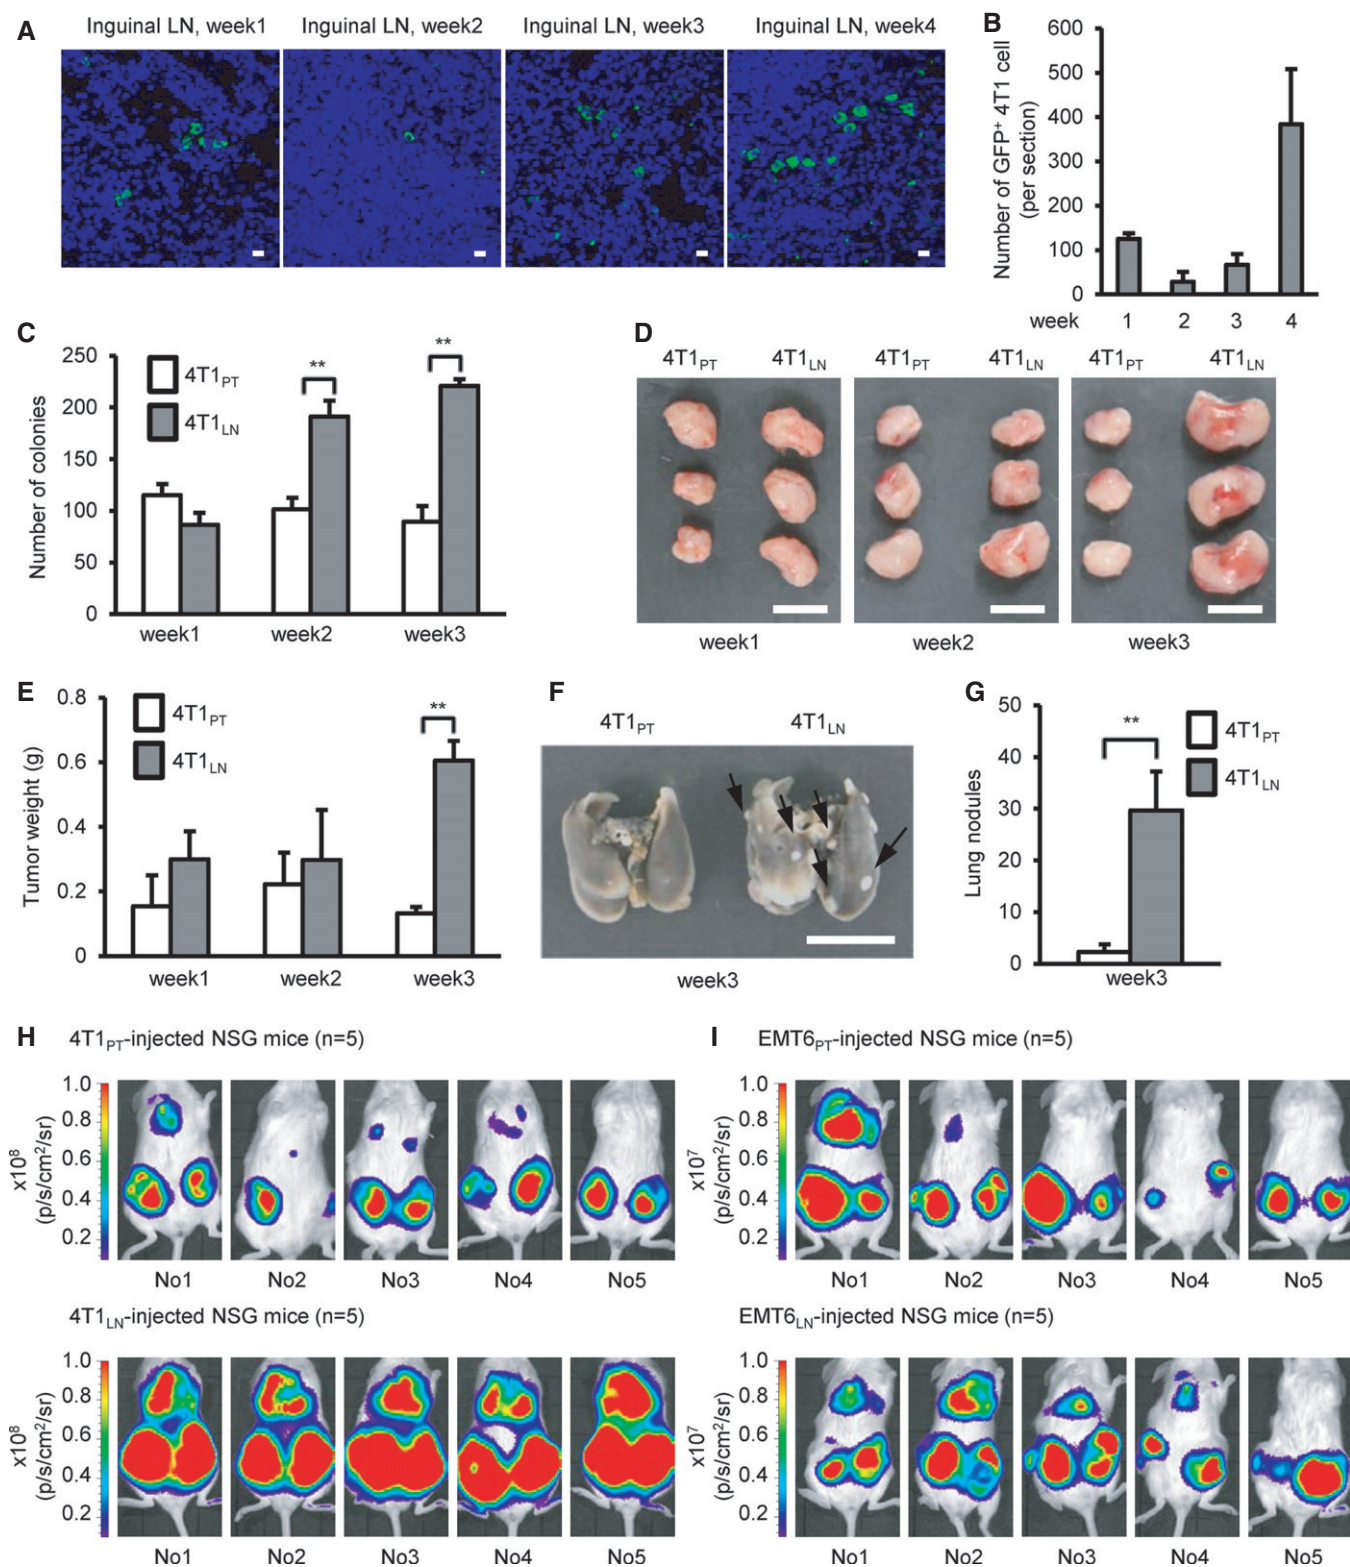 A
Inguinal LN, week1
Inguinal LN, week2
Inguinal LN, week3
Inguinal LN, week4
B
Number of GFP⁺ 4T1 cell
(per section)
600
500
400
300
200
100
0
week
1
2
3
4
C
Number of colonies
250
200
150
100
50
0
4T1PT
4T1LN
**
**
week1
week2
week3
D
4T1PT
4T1LN
4T1PT
4T1LN
4T1PT
4T1LN
week1
week2
week3
E
Tumor weight (g)
0.8
0.6
0.4
0.2
0
4T1PT
4T1LN
**
week1
week2
week3
F
4T1PT
4T1LN
week3
G
Lung nodules
50
40
30
20
10
0
**
4T1PT
4T1LN
week3
H
4T1PT-injected NSG mice (n=5)
x10⁸
(p/s/cm²/sr)
1.0
0.8
0.6
0.4
0.2
No1
No2
No3
No4
No5
4T1LN-injected NSG mice (n=5)
x10⁸
(p/s/cm²/sr)
1.0
0.8
0.6
0.4
0.2
No1
No2
No3
No4
No5
I
EMT6PT-injected NSG mice (n=5)
x10⁷
(p/s/cm²/sr)
1.0
0.8
0.6
0.4
0.2
No1
No2
No3
No4
No5
EMT6LN-injected NSG mice (n=5)
x10⁷
(p/s/cm²/sr)
1.0
0.8
0.6
0.4
0.2
No1
No2
No3
No4
No5